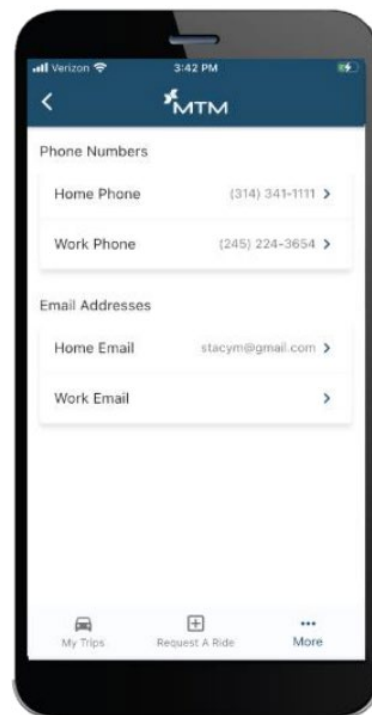 Verizon 3:42 PM
MTM
Phone Numbers
Home Phone (314) 341-1111
Work Phone (245) 224-3654
Email Addresses
Home Email stacym@gmail.com
Work Email
My Trips Request A Ride More